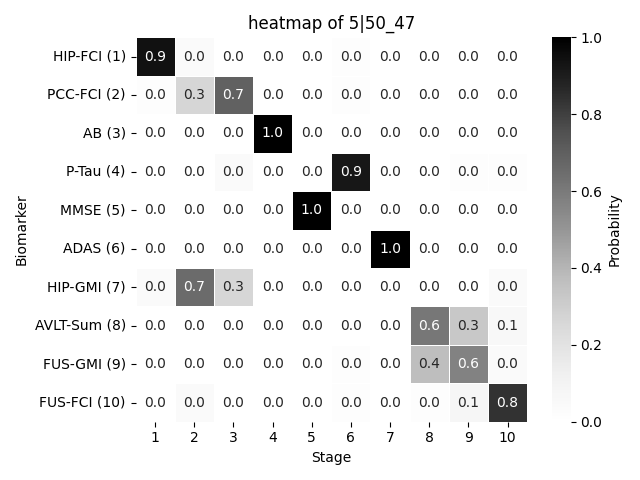 heatmap of 5|50_47
HIP-FCI (1) 0.9 0.0 0.0 0.0 0.0 0.0 0.0 0.0 0.0 0.0
PCC-FCI (2) 0.0 0.3 0.7 0.0 0.0 0.0 0.0 0.0 0.0 0.0
AB (3) 0.0 0.0 0.0 1.0 0.0 0.0 0.0 0.0 0.0 0.0
P-Tau (4) 0.0 0.0 0.0 0.0 0.0 0.9 0.0 0.0 0.0 0.0
MMSE (5) 0.0 0.0 0.0 0.0 1.0 0.0 0.0 0.0 0.0 0.0
ADAS (6) 0.0 0.0 0.0 0.0 0.0 0.0 1.0 0.0 0.0 0.0
HIP-GMI (7) 0.0 0.7 0.3 0.0 0.0 0.0 0.0 0.0 0.0 0.0
AVLT-Sum (8) 0.0 0.0 0.0 0.0 0.0 0.0 0.0 0.6 0.3 0.1
FUS-GMI (9) 0.0 0.0 0.0 0.0 0.0 0.0 0.0 0.4 0.6 0.0
FUS-FCI (10) 0.0 0.0 0.0 0.0 0.0 0.0 0.0 0.0 0.1 0.8
1 2 3 4 5 6 7 8 9 10
Stage
Biomarker
1.0
0.8
0.6
0.4
0.2
0.0
Probability